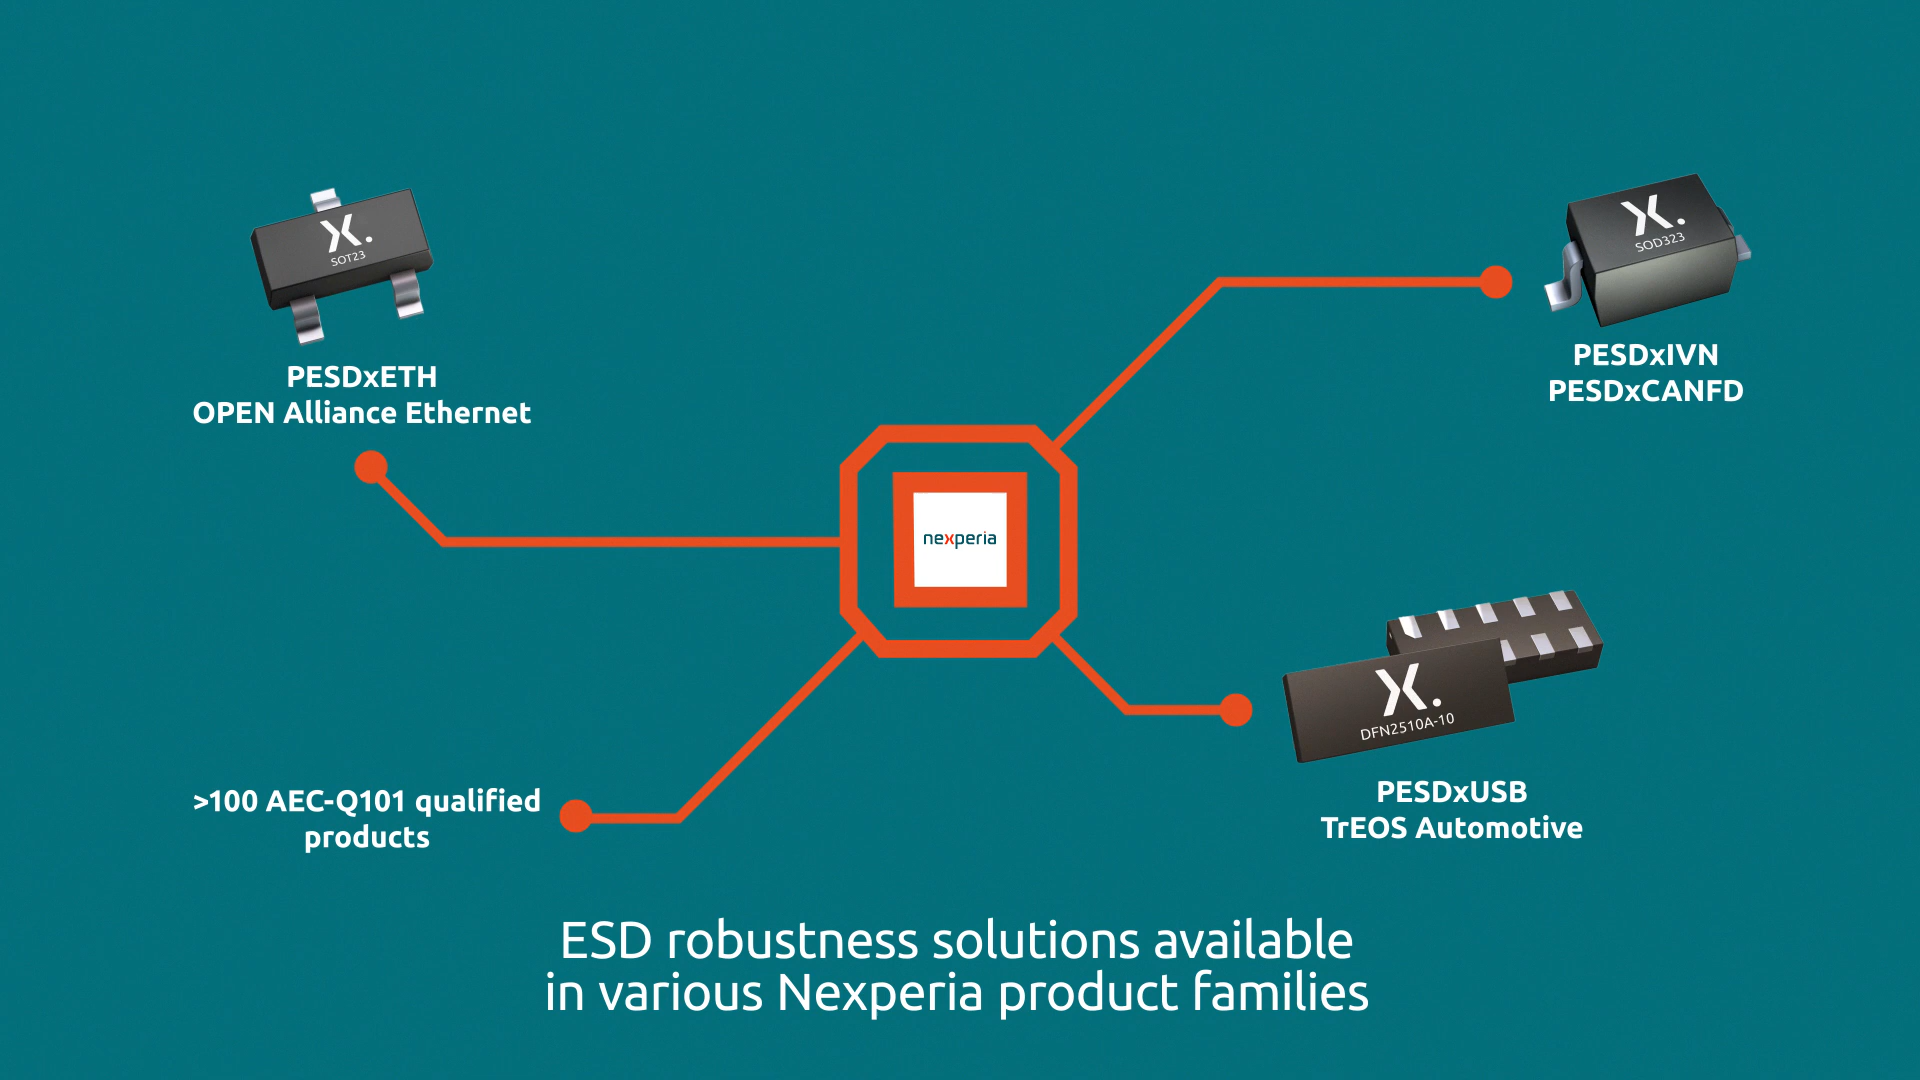 X.
SOT23
PESDxETH
OPEN Alliance Ethernet
X.
SOD323
PESDxIVN
PESDxCANFD
nexperia
X.
DFN2510A-10
PESDxUSB
TrEOS Automotive
>100 AEC-Q101 qualified
products
ESD robustness solutions available
in various Nexperia product families